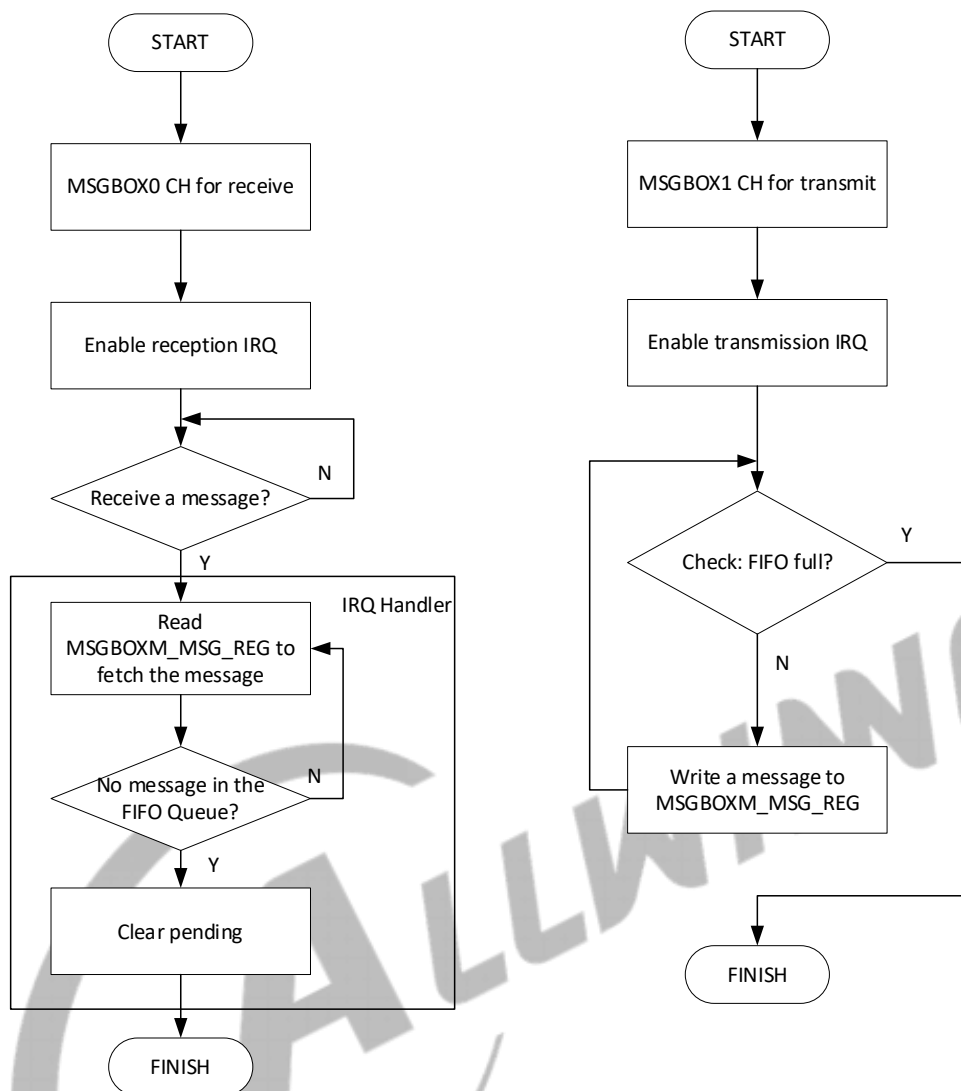 START
MSGBOX0 CH for receive
Enable reception IRQ
Receive a message?
N
Y
IRQ Handler
Read
MSGBOXM_MSG_REG to
fetch the message
No message in the
FIFO Queue?
N
Y
Clear pending
FINISH
START
MSGBOX1 CH for transmit
Enable transmission IRQ
Check: FIFO full?
Y
N
Write a message to
MSGBOXM_MSG_REG
FINISH